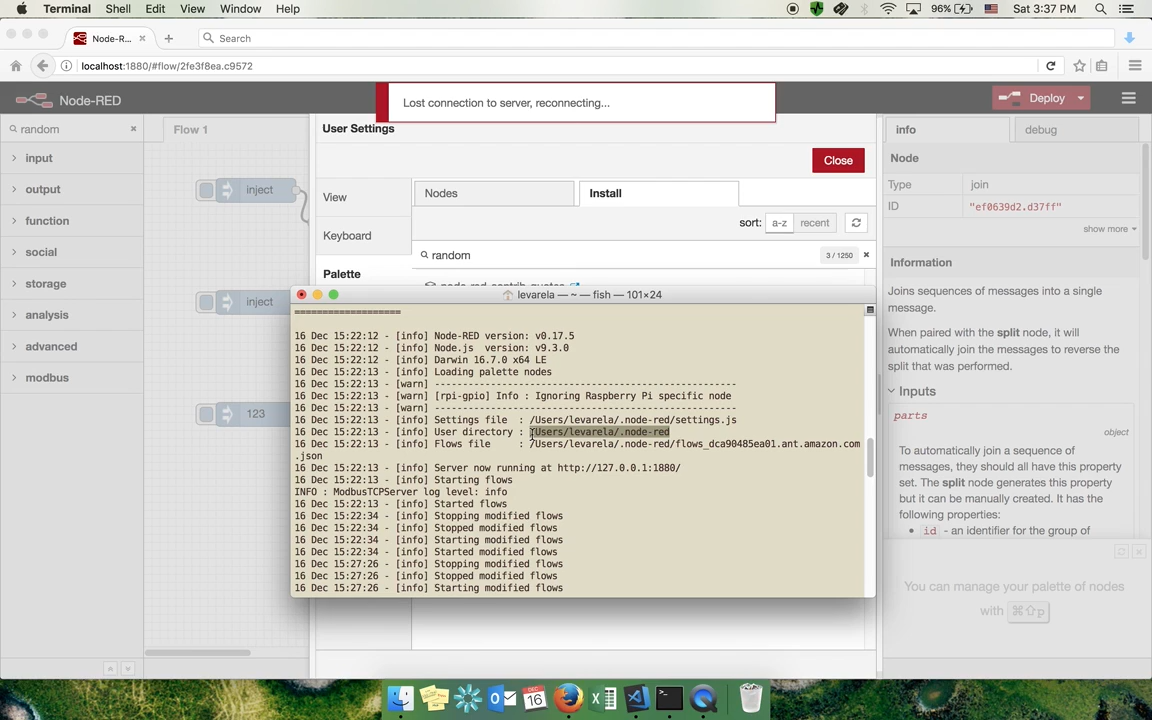 Terminal Shell Edit View Window Help 96% Sat 3:37 PM
Node-R...
Search
localhost:1880/#flow/2fe3f8ea.c9572
Lost connection to server, reconnecting...
Node-RED
Deploy
random
Flow 1
User Settings
info
debug
Close
input
output
function
social
storage
analysis
advanced
modbus
inject
inject
123
View
Keyboard
Palette
Nodes
Install
sort: a-z recent
random
3 / 1250
Node
Type join
ID "ef0639d2.d37ff"
show more
Information
Joins sequences of messages into a single
message.
When paired with the split node, it will
automatically join the messages to reverse the
split that was performed.
Inputs
parts
object
To automatically join a sequence of
messages, they should all have this property
set. The split node generates this property
but it can be manually created. It has the
following properties:
id - an identifier for the group of
You can manage your palette of nodes
with ⌘⇧p
levarela — ~ — fish — 101×24
===================
16 Dec 15:22:12 - [info] Node-RED version: v0.17.5
16 Dec 15:22:12 - [info] Node.js  version: v9.3.0
16 Dec 15:22:12 - [info] Darwin 16.7.0 x64 LE
16 Dec 15:22:13 - [info] Loading palette nodes
16 Dec 15:22:13 - [warn] ------------------------------------------------------
16 Dec 15:22:13 - [warn] [rpi-gpio] Info : Ignoring Raspberry Pi specific node
16 Dec 15:22:13 - [warn] ------------------------------------------------------
16 Dec 15:22:13 - [info] Settings file  : /Users/levarela/.node-red/settings.js
16 Dec 15:22:13 - [info] User directory : /Users/levarela/.node-red
16 Dec 15:22:13 - [info] Flows file     : /Users/levarela/.node-red/flows_dca90485ea01.ant.amazon.com
.json
16 Dec 15:22:13 - [info] Server now running at http://127.0.0.1:1880/
16 Dec 15:22:13 - [info] Starting flows
INFO : ModbusTCPServer log level: info
16 Dec 15:22:13 - [info] Started flows
16 Dec 15:22:34 - [info] Stopping modified flows
16 Dec 15:22:34 - [info] Stopped modified flows
16 Dec 15:22:34 - [info] Starting modified flows
16 Dec 15:22:34 - [info] Started modified flows
16 Dec 15:27:26 - [info] Stopping modified flows
16 Dec 15:27:26 - [info] Stopped modified flows
16 Dec 15:27:26 - [info] Starting modified flows
DEC
16